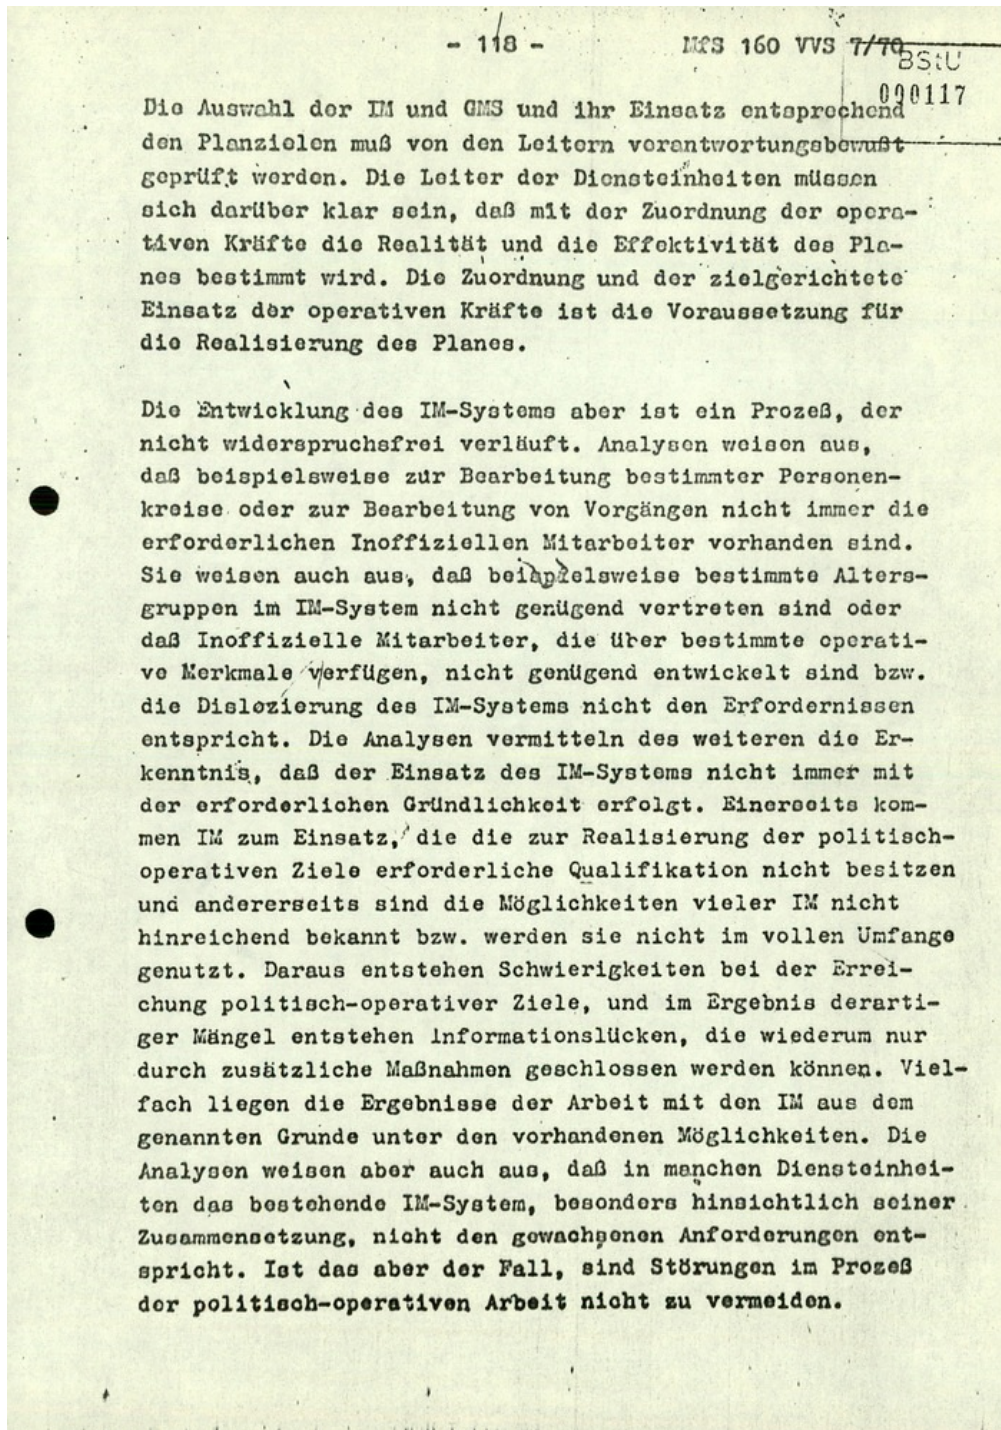 - 118 -
MfS 160 VVS 7/70
BStU
000117
Die Auswahl der IM und GMS und ihr Einsatz entsprechend
den Planzielen muß von den Leitern verantwortungsbewußt
geprüft werden. Die Leiter der Diensteinheiten müssen
sich darüber klar sein, daß mit der Zuordnung der opera-
tiven Kräfte die Realität und die Effektivität des Pla-
nes bestimmt wird. Die Zuordnung und der zielgerichtete
Einsatz der operativen Kräfte ist die Voraussetzung für
die Realisierung des Planes.
Die Entwicklung des IM-Systems aber ist ein Prozeß, der
nicht widerspruchsfrei verläuft. Analysen weisen aus,
daß beispielsweise zur Bearbeitung bestimmter Personen-
kreise oder zur Bearbeitung von Vorgängen nicht immer die
erforderlichen Inoffiziellen Mitarbeiter vorhanden sind.
Sie weisen auch aus, daß beispielsweise bestimmte Alters-
gruppen im IM-System nicht genügend vertreten sind oder
daß Inoffizielle Mitarbeiter, die über bestimmte operati-
ve Merkmale verfügen, nicht genügend entwickelt sind bzw.
die Dislozierung des IM-Systems nicht den Erfordernissen
entspricht. Die Analysen vermitteln des weiteren die Er-
kenntnis, daß der Einsatz des IM-Systems nicht immer mit
der erforderlichen Gründlichkeit erfolgt. Einerseits kom-
men IM zum Einsatz, die die zur Realisierung der politisch-
operativen Ziele erforderliche Qualifikation nicht besitzen
und andererseits sind die Möglichkeiten vieler IM nicht
hinreichend bekannt bzw. werden sie nicht im vollen Umfange
genutzt. Daraus entstehen Schwierigkeiten bei der Errei-
chung politisch-operativer Ziele, und im Ergebnis derarti-
ger Mängel entstehen Informationslücken, die wiederum nur
durch zusätzliche Maßnahmen geschlossen werden können. Viel-
fach liegen die Ergebnisse der Arbeit mit den IM aus dem
genannten Grunde unter den vorhandenen Möglichkeiten. Die
Analysen weisen aber auch aus, daß in manchen Diensteinhei-
ten das bestehende IM-System, besonders hinsichtlich seiner
Zusammensetzung, nicht den gewachsenen Anforderungen ent-
spricht. Ist das aber der Fall, sind Störungen im Prozeß
der politisch-operativen Arbeit nicht zu vermeiden.